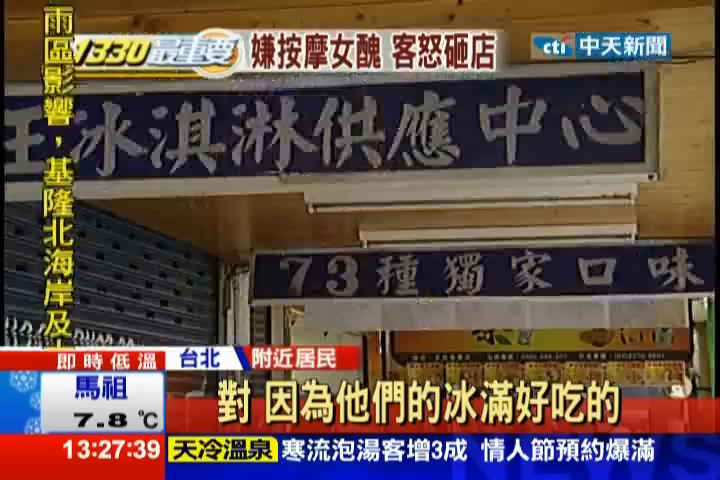 1330最重要
嫌按摩女醜 客怒砸店
cti 中天新聞
雨區影響，基隆北海岸及
王冰淇淋供應中心
73種獨家口味
即時低溫
台北
附近居民
馬祖
7.8℃
對 因為他們的冰滿好吃的
13:27:39
天冷溫泉
寒流泡湯客增3成 情人節預約爆滿
NEWS